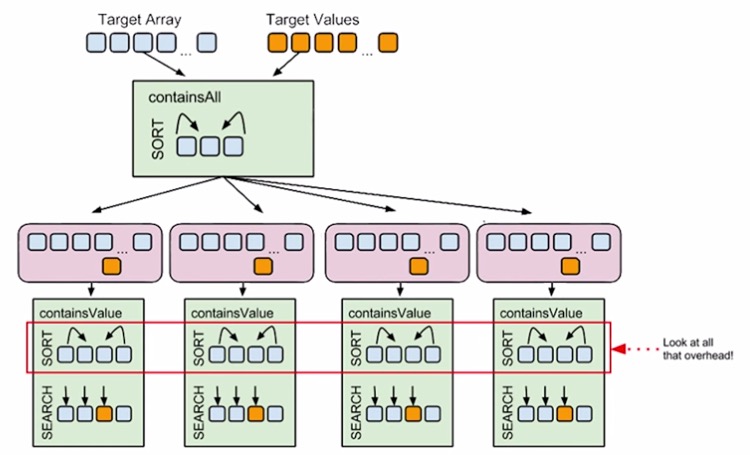 Target Array
Target Values
...
...
containsAll
SORT
...
...
...
...
containsValue
containsValue
containsValue
containsValue
SORT
SORT
SORT
SORT
Look at all
that overhead!
SEARCH
SEARCH
SEARCH
SEARCH